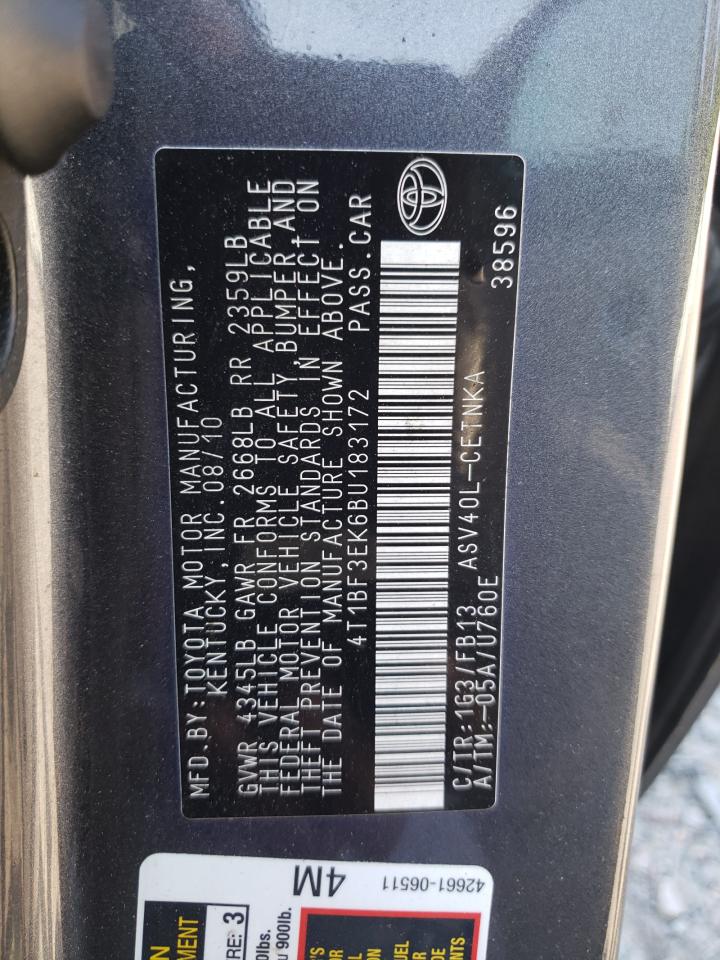 MFD.BY:TOYOTA MOTOR MANUFACTURING,
KENTUCKY, INC.08/10
GVWR 4345LB GAWR FR 2668LB RR 2359LB
THIS VEHICLE CONFORMS TO ALL APPLICABLE
FEDERAL MOTOR VEHICLE SAFETY, BUMPER,AND
THEFT PREVENTION STANDARDS IN EFFECT ON
THE DATE OF MANUFACTURE SHOWN ABOVE.
4T1BF3EK6BU183172 PASS.CAR
C/TR:1G3/FB13 ASV40L-CETNKA
A/TM:-05A/U760E 38596
4M
42661-06511
3
900lb.